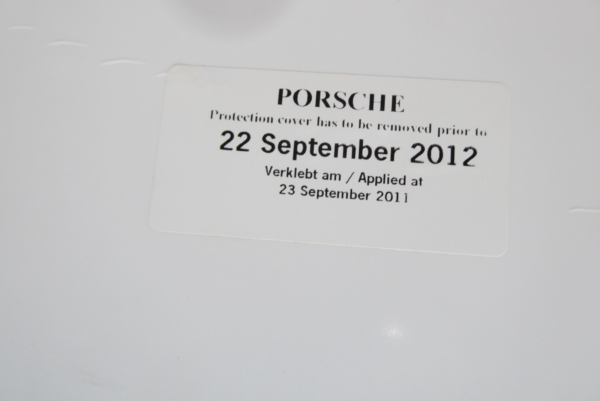 PORSCHE
Protection cover has to be removed prior to
22 September 2012
Verklebt am / Applied at
23 September 2011